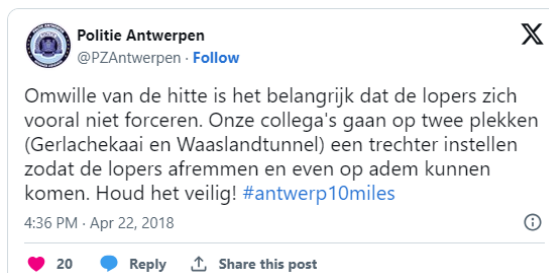 Politie Antwerpen
@PZAntwerpen · Follow
Omwille van de hitte is het belangrijk dat de lopers zich
vooral niet forceren. Onze collega's gaan op twee plekken
(Gerlachekaai en Waaslandtunnel) een trechter instellen
zodat de lopers afremmen en even op adem kunnen
komen. Houd het veilig! #antwerp10miles
4:36 PM · Apr 22, 2018
20 Reply Share this post